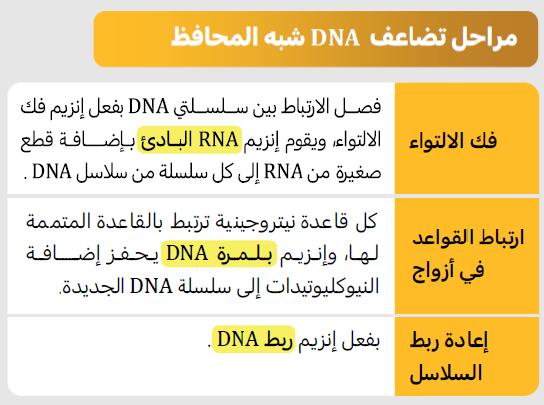 مراحل تضاعف DNA شبه المحافظ
فك الالتواء
فصل الارتباط بين سلسلتي DNA بفعل إنزيم فك
الالتواء، ويقوم إنزيم RNA البادئ بإضافة قطع
صغيرة من RNA إلى كل سلسلة من سلاسل DNA .
ارتباط القواعد
في أزواج
كل قاعدة نيتروجينية ترتبط بالقاعدة المتممة
لها، وإنزيم بلمرة DNA يحفز إضافة
النيوكليوتيدات إلى سلسلة DNA الجديدة.
إعادة ربط
السلاسل
بفعل إنزيم ربط DNA .